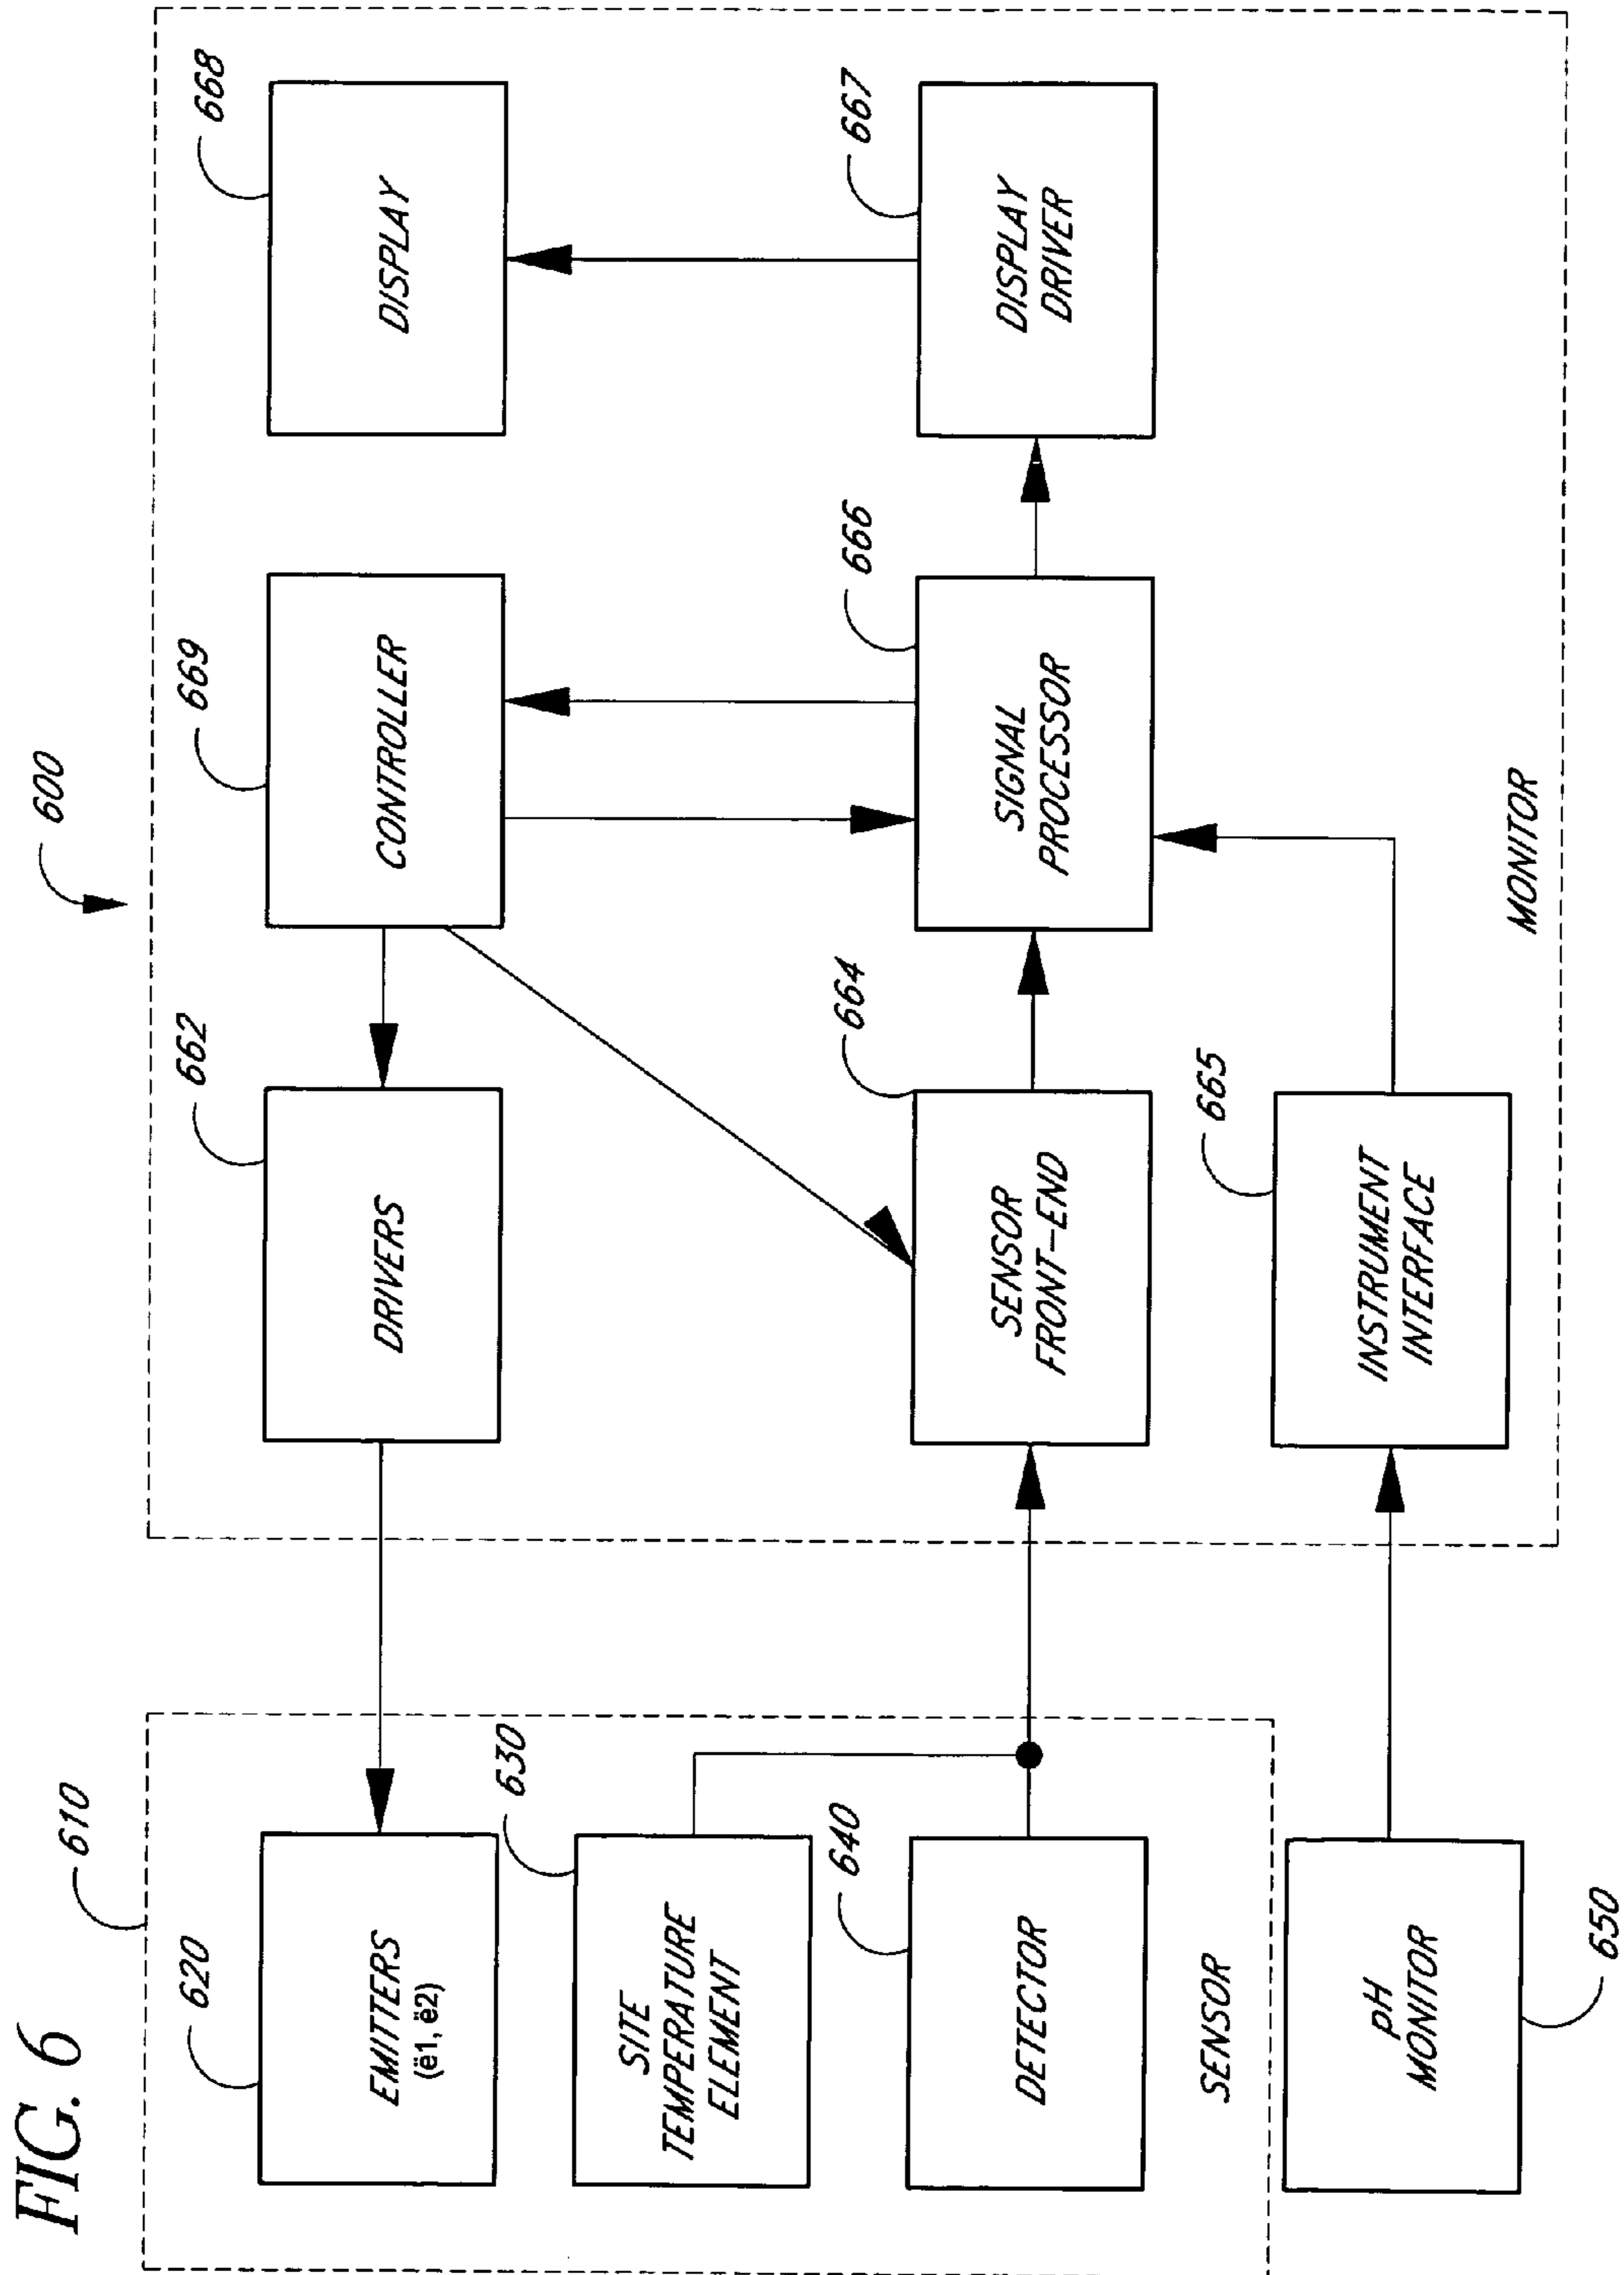 FIG. 6
600
610
620
EMITTERS
(ë1, ë2)
630
SITE
TEMPERATURE
ELEMENT
640
DETECTOR
SENSOR
pH
MONITOR
650
662
DRIVERS
669
CONTROLLER
668
DISPLAY
664
SENSOR
FRONT-END
666
SIGNAL
PROCESSOR
667
DISPLAY
DRIVER
665
INSTRUMENT
INTERFACE
MONITOR